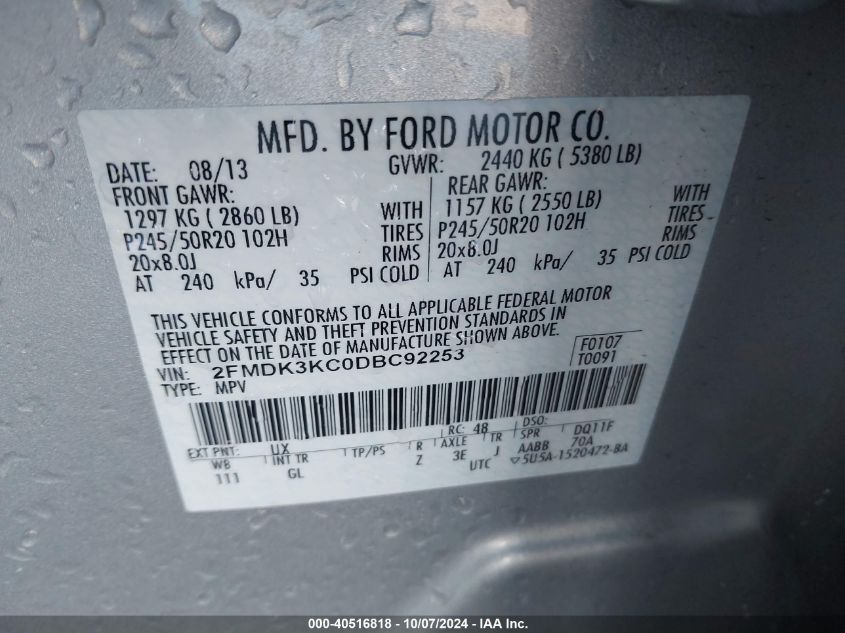 MFD. BY FORD MOTOR CO.
DATE: 08/13 GVWR: 2440 KG ( 5380 LB)
FRONT GAWR: REAR GAWR:
1297 KG ( 2860 LB) WITH 1157 KG ( 2550 LB) WITH
P245/50R20 102H TIRES P245/50R20 102H TIRES
20x8.0J RIMS 20x8.0J RIMS
AT 240 kPa/ 35 PSI COLD AT 240 kPa/ 35 PSI COLD
THIS VEHICLE CONFORMS TO ALL APPLICABLE FEDERAL MOTOR
VEHICLE SAFETY AND THEFT PREVENTION STANDARDS IN
EFFECT ON THE DATE OF MANUFACTURE SHOWN ABOVE.
VIN: 2FMDK3KC0DBC92253 F0107
TYPE: MPV T0091
EXT PNT: UX RC: 48 DSO: DQ11F
WB INT TR TP/PS R AXLE TR SPR 70A
111 GL Z 3E J AABB
UTC ▽5U5A-1520472-BA
000-40516818 - 10/07/2024 - IAA Inc.